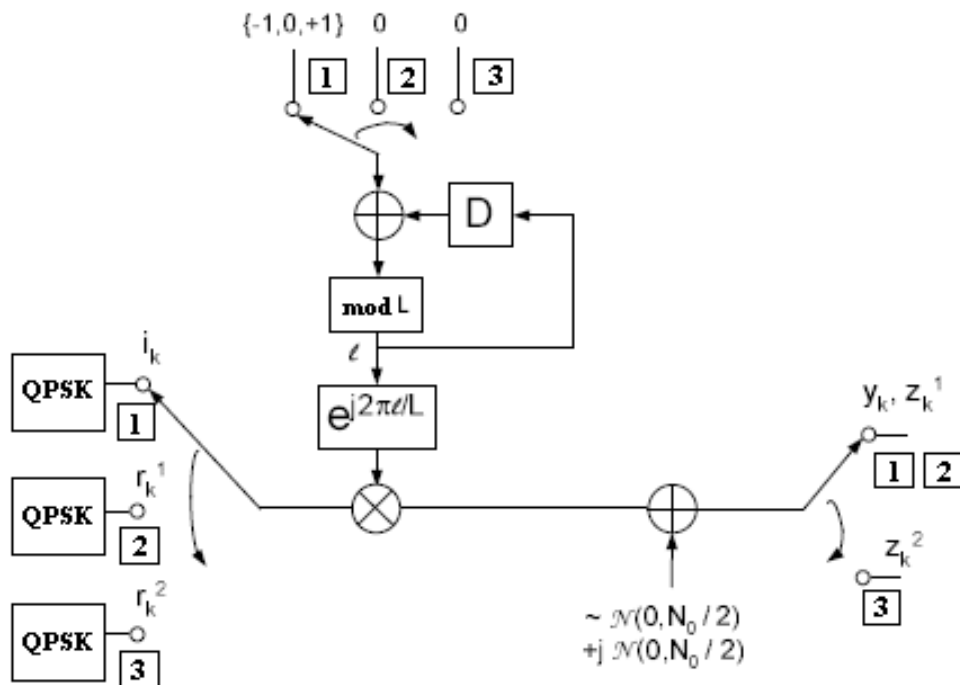 {-1,0,+1} 0 0
1 2 3
D
mod L
ℓ
e^{j2πℓ/L}
QPSK i_k
1
QPSK r_k^1
2
QPSK r_k^2
3
y_k, z_k^1
1 2
z_k^2
3
~ 𝒩(0,N_0 / 2)
+j 𝒩(0,N_0 / 2)